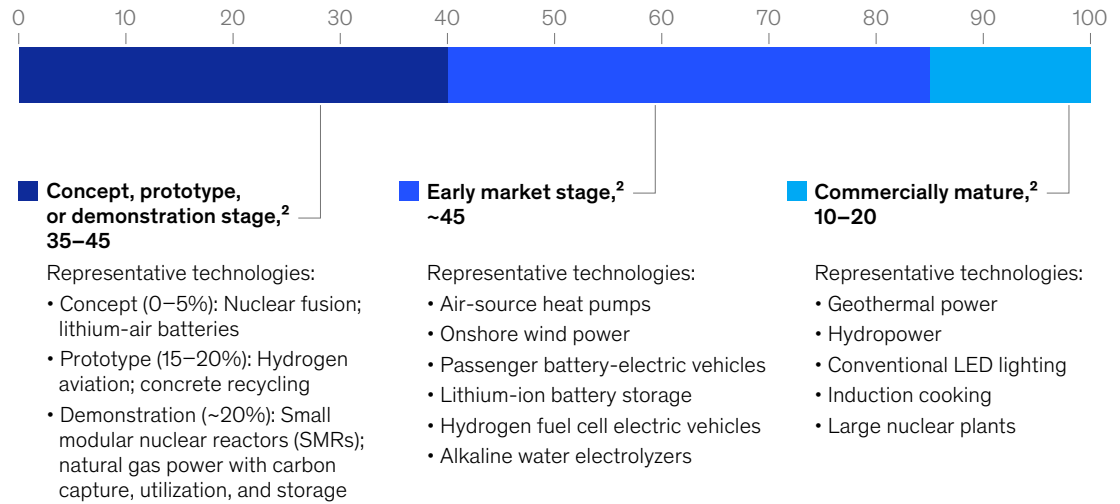 0 10 20 30 40 50 60 70 80 90 100
Concept, prototype,
or demonstration stage,²
35–45
Representative technologies:
• Concept (0–5%): Nuclear fusion;
lithium-air batteries
• Prototype (15–20%): Hydrogen
aviation; concrete recycling
• Demonstration (~20%): Small
modular nuclear reactors (SMRs);
natural gas power with carbon
capture, utilization, and storage
Early market stage,²
~45
Representative technologies:
• Air-source heat pumps
• Onshore wind power
• Passenger battery-electric vehicles
• Lithium-ion battery storage
• Hydrogen fuel cell electric vehicles
• Alkaline water electrolyzers
Commercially mature,²
10–20
Representative technologies:
• Geothermal power
• Hydropower
• Conventional LED lighting
• Induction cooking
• Large nuclear plants